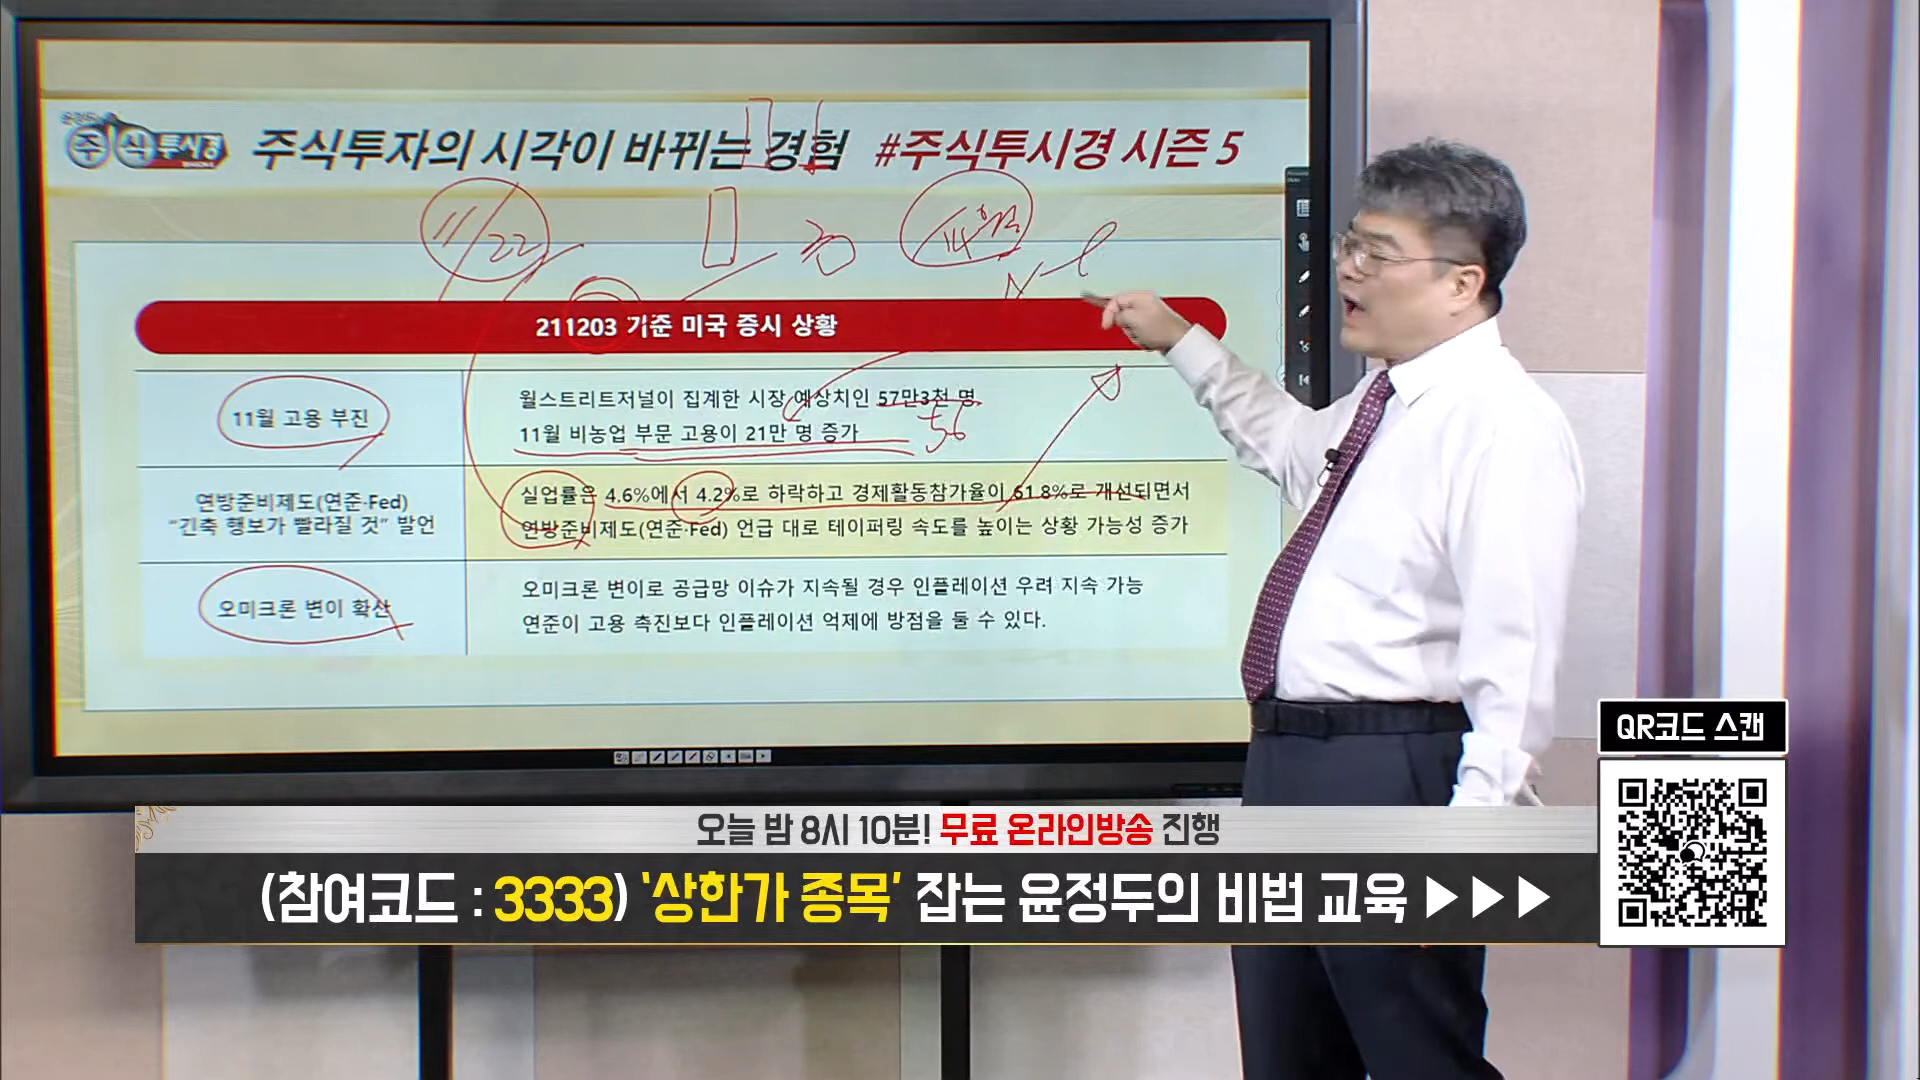 주식투시경 주식투자의 시각이 바뀌는 경험 #주식투시경 시즌 5
11/22
211203 기준 미국 증시 상황
11월 고용 부진
월스트리트저널이 집계한 시장 예상치인 57만3천 명
11월 비농업 부문 고용이 21만 명 증가
56
연방준비제도(연준·Fed)
“긴축 행보가 빨라질 것” 발언
실업률은 4.6%에서 4.2%로 하락하고 경제활동참가율이 61.8%로 개선되면서
연방준비제도(연준·Fed) 언급 대로 테이퍼링 속도를 높이는 상황 가능성 증가
오미크론 변이 확산
오미크론 변이로 공급망 이슈가 지속될 경우 인플레이션 우려 지속 가능
연준이 고용 촉진보다 인플레이션 억제에 방점을 둘 수 있다.
QR코드 스캔
오늘 밤 8시 10분! 무료 온라인방송 진행
(참여코드 : 3333) ‘상한가 종목’ 잡는 윤정두의 비법 교육 ▶▶▶